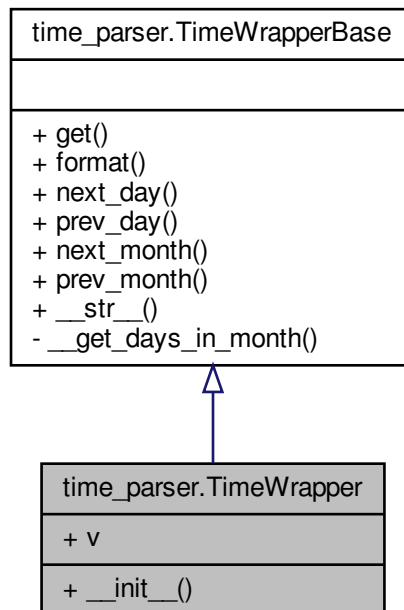 time_parser.TimeWrapperBase
+ get()
+ format()
+ next_day()
+ prev_day()
+ next_month()
+ prev_month()
+ __str__()
- __get_days_in_month()
time_parser.TimeWrapper
+ v
+ __init__()